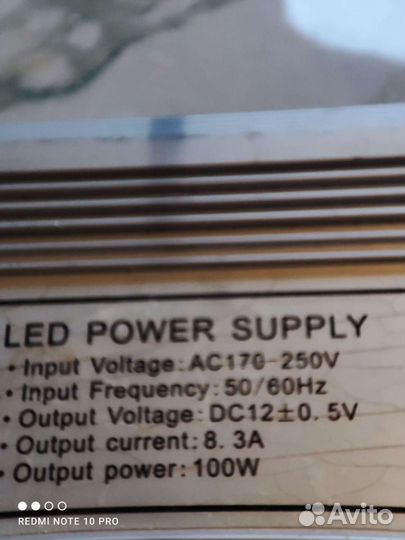 LED POWER SUPPLY
· Input Voltage:AC170-250V
· Input Frequency:50/60Hz
· Output Voltage:DC12±0.5V
· Output current:8.3A
· Output power:100W
REDMI NOTE 10 PRO
Avito